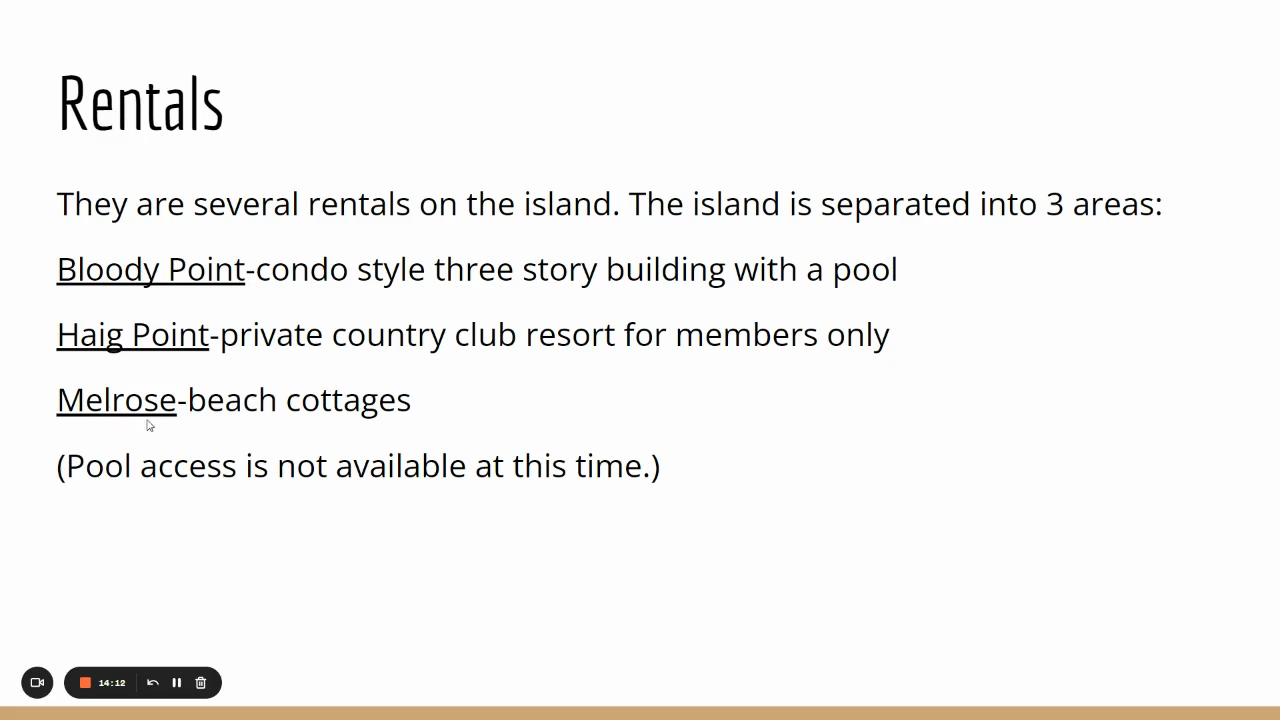 Rentals
They are several rentals on the island. The island is separated into 3 areas:
Bloody Point-condo style three story building with a pool
Haig Point-private country club resort for members only
Melrose-beach cottages
(Pool access is not available at this time.)
14:12